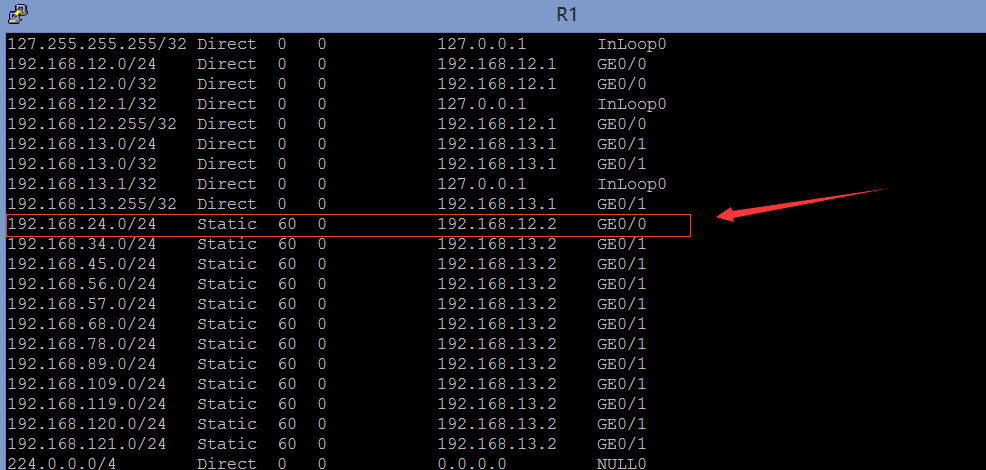 R1
127.255.255.255/32 Direct 0 0 127.0.0.1 InLoop0
192.168.12.0/24 Direct 0 0 192.168.12.1 GE0/0
192.168.12.0/32 Direct 0 0 192.168.12.1 GE0/0
192.168.12.1/32 Direct 0 0 127.0.0.1 InLoop0
192.168.12.255/32 Direct 0 0 192.168.12.1 GE0/0
192.168.13.0/24 Direct 0 0 192.168.13.1 GE0/1
192.168.13.0/32 Direct 0 0 192.168.13.1 GE0/1
192.168.13.1/32 Direct 0 0 127.0.0.1 InLoop0
192.168.13.255/32 Direct 0 0 192.168.13.1 GE0/1
192.168.24.0/24 Static 60 0 192.168.12.2 GE0/0
192.168.34.0/24 Static 60 0 192.168.13.2 GE0/1
192.168.45.0/24 Static 60 0 192.168.13.2 GE0/1
192.168.56.0/24 Static 60 0 192.168.13.2 GE0/1
192.168.57.0/24 Static 60 0 192.168.13.2 GE0/1
192.168.68.0/24 Static 60 0 192.168.13.2 GE0/1
192.168.78.0/24 Static 60 0 192.168.13.2 GE0/1
192.168.89.0/24 Static 60 0 192.168.13.2 GE0/1
192.168.109.0/24 Static 60 0 192.168.13.2 GE0/1
192.168.119.0/24 Static 60 0 192.168.13.2 GE0/1
192.168.120.0/24 Static 60 0 192.168.13.2 GE0/1
192.168.121.0/24 Static 60 0 192.168.13.2 GE0/1
224.0.0.0/4 Direct 0 0 0.0.0.0 NULL0